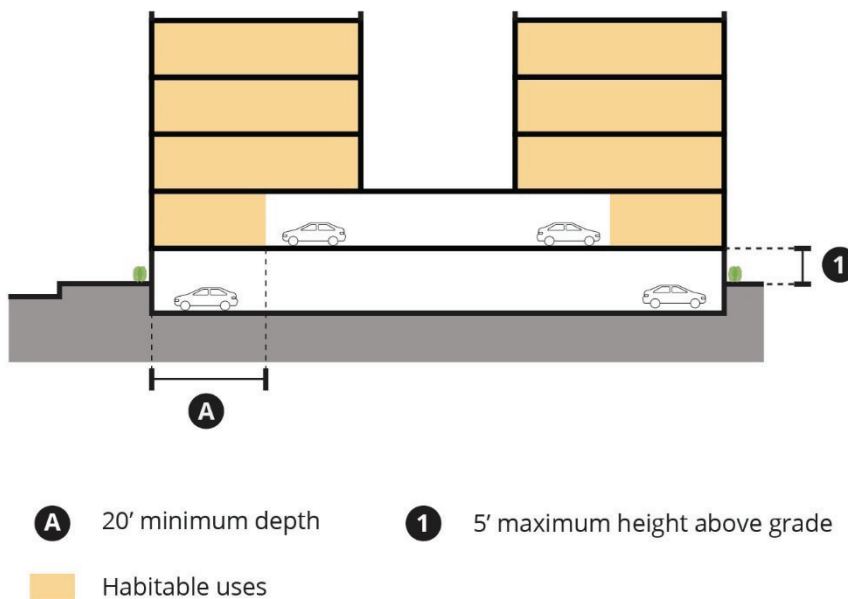 1
A
A 20' minimum depth 1 5' maximum height above grade
Habitable uses